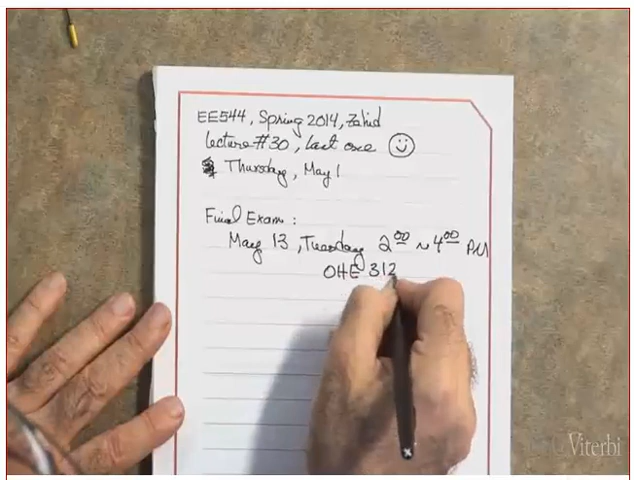 EE544, Spring 2014, Zahid
lecture #30, last one
Thursday, May 1
Final Exam:
May 13, Tuesday 2 00 ~ 4 00 PM
OHE 312
Viterbi